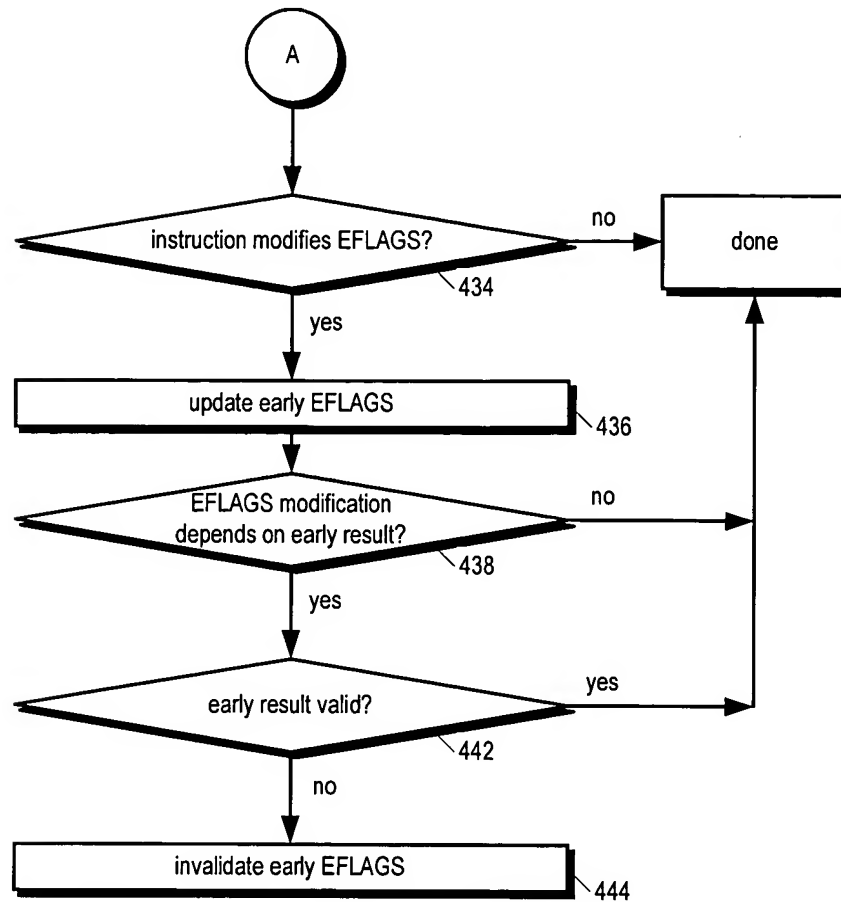 A
instruction modifies EFLAGS?
no
done
434
yes
update early EFLAGS
436
EFLAGS modification
depends on early result?
no
438
yes
early result valid?
yes
442
no
invalidate early EFLAGS
444